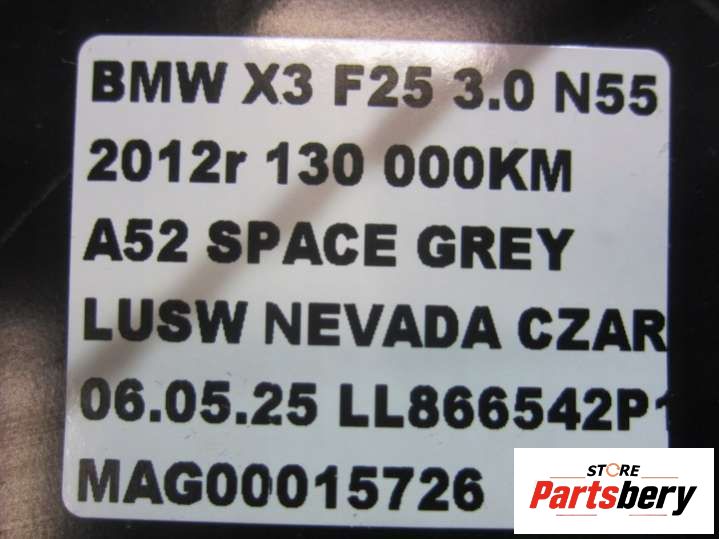 BMW X3 F25 3.0 N55
2012r 130 000KM
A52 SPACE GREY
LUSW NEVADA CZAR
06.05.25 LL866542P1
MAG00015726
STORE
Partsbery